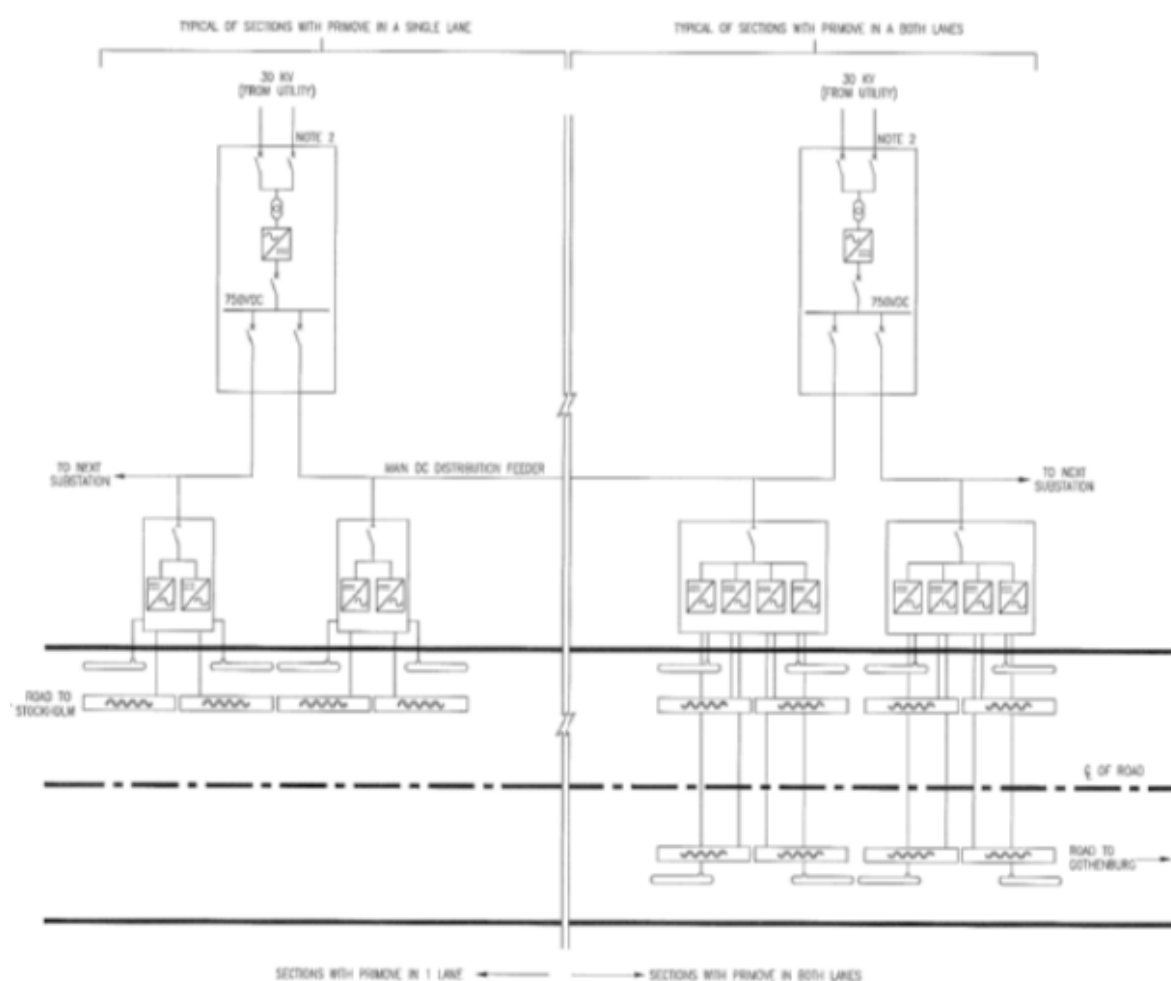 TYPICAL OF SECTIONS WITH PRIMOVE IN A SINGLE LANE
TYPICAL OF SECTIONS WITH PRIMOVE IN A BOTH LANES
30 KV
(FROM UTILITY)
30 KV
(FROM UTILITY)
NOTE 2
NOTE 2
750VDC
750VDC
TO NEXT
SUBSTATION
MAIN DC DISTRIBUTION FEEDER
TO NEXT
SUBSTATION
ROAD TO
STOCKHOLM
℄ OF ROAD
ROAD TO
GOTHENBURG
SECTIONS WITH PRIMOVE IN 1 LANE
SECTIONS WITH PRIMOVE IN BOTH LANES